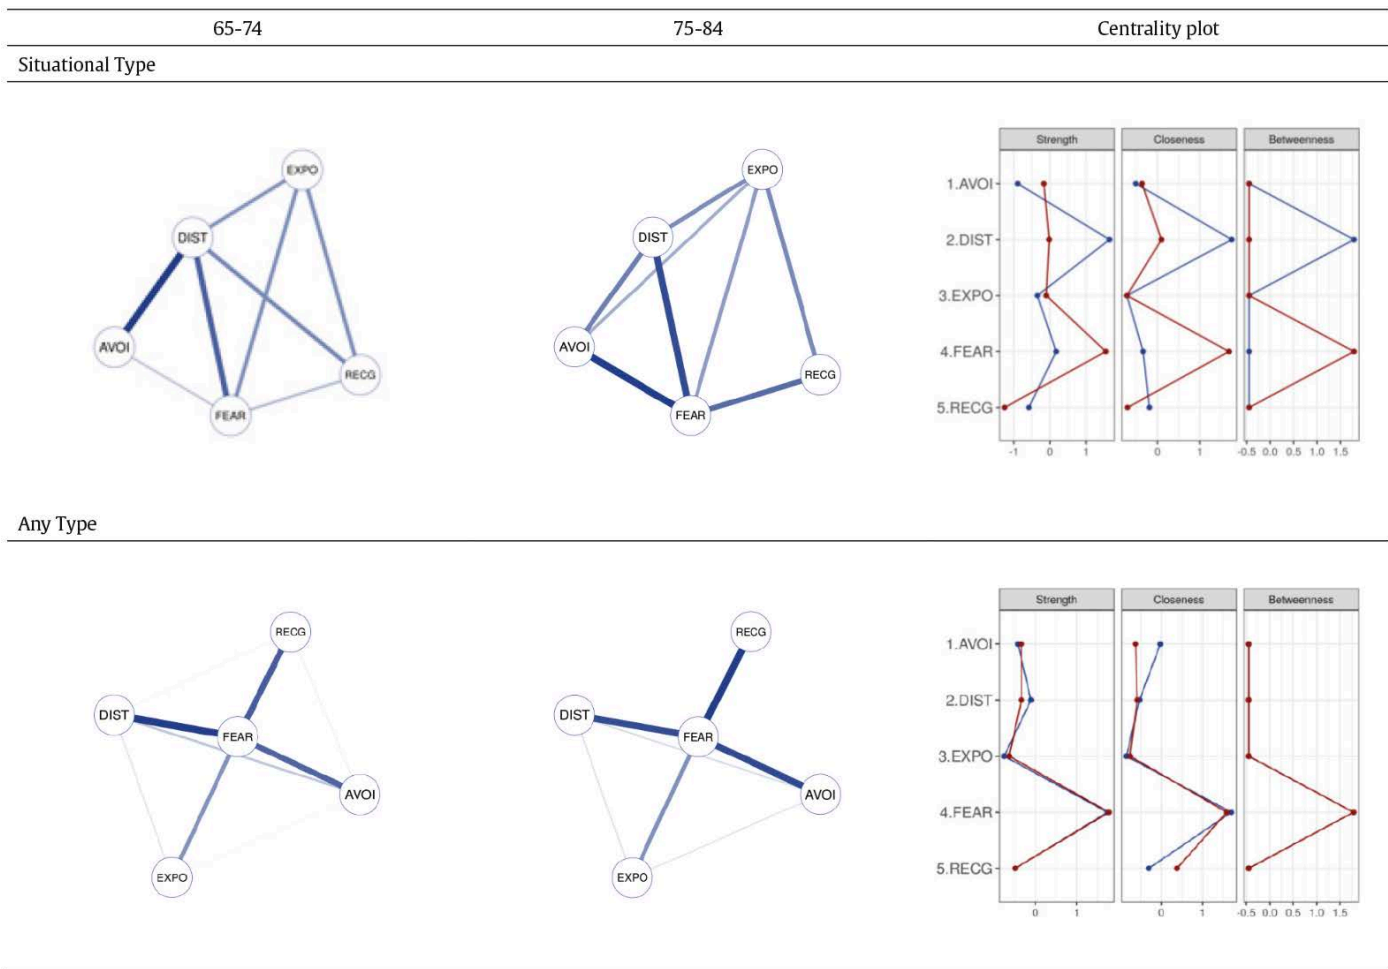 65-74 75-84 Centrality plot
Situational Type
EXPO
DIST
AVOI
RECG
FEAR
EXPO
DIST
AVOI
RECG
FEAR
Strength Closeness Betweenness
1.AVOI
2.DIST
3.EXPO
4.FEAR
5.RECG
-1 0 1 0 1 -0.5 0.0 0.5 1.0 1.5
Any Type
RECG
DIST
FEAR
AVOI
EXPO
RECG
DIST
FEAR
AVOI
EXPO
Strength Closeness Betweenness
1.AVOI
2.DIST
3.EXPO
4.FEAR
5.RECG
0 1 0 1 -0.5 0.0 0.5 1.0 1.5